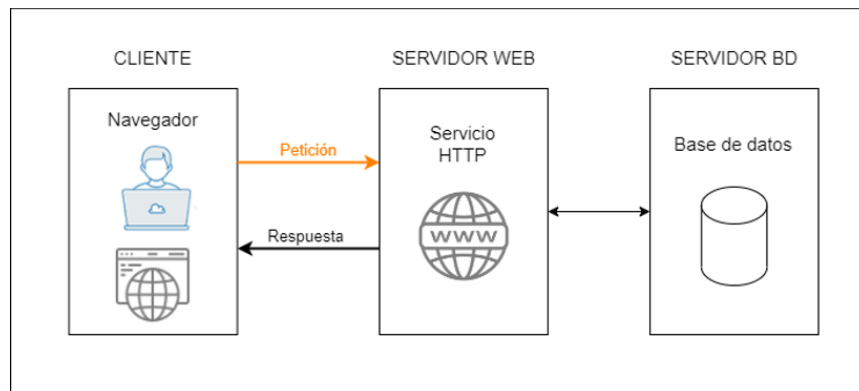 CLIENTE
SERVIDOR WEB
SERVIDOR BD
Navegador
Petición
Respuesta
Servicio
HTTP
WWW
Base de datos